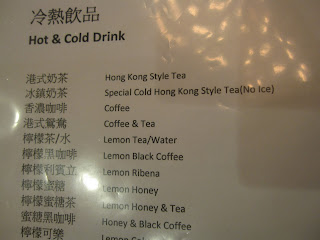 冷熱飲品
Hot & Cold Drink
港式奶茶 Hong Kong Style Tea
冰鎮奶茶 Special Cold Hong Kong Style Tea(No Ice)
香濃咖啡 Coffee
港式鴛鴦 Coffee & Tea
檸檬茶/水 Lemon Tea/Water
檸檬黑咖啡 Lemon Black Coffee
檸檬利賓立 Lemon Ribena
檸檬蜜糖 Lemon Honey
檸檬蜜糖茶 Lemon Honey & Tea
蜜糖黑咖啡 Honey & Black Coffee
檸檬可樂 Lemon